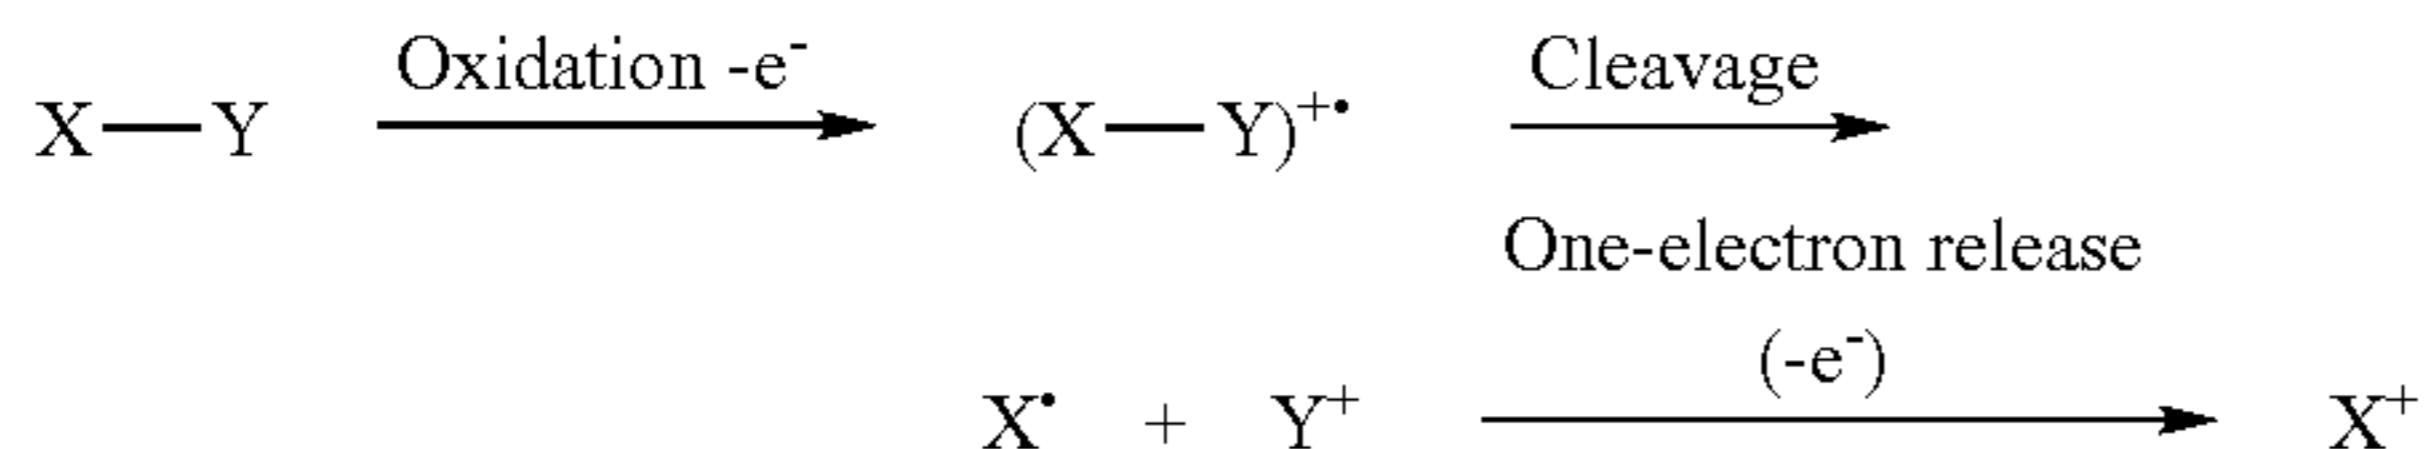 X—Y Oxidation -e⁻ (X—Y)⁺• Cleavage
One-electron release
(-e⁻)
X• + Y⁺ X⁺